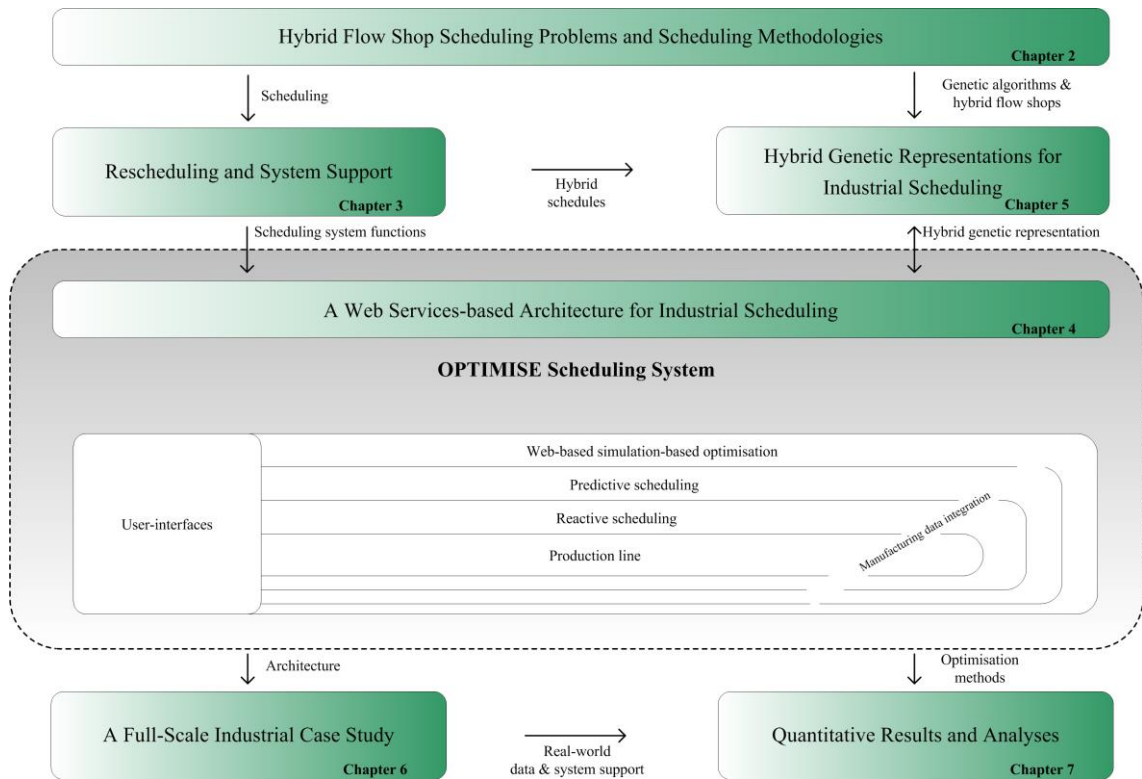 Hybrid Flow Shop Scheduling Problems and Scheduling Methodologies
Chapter 2
Scheduling
Genetic algorithms &
hybrid flow shops
Rescheduling and System Support
Chapter 3
Hybrid
schedules
Hybrid Genetic Representations for
Industrial Scheduling
Chapter 5
Scheduling system functions
Hybrid genetic representation
A Web Services-based Architecture for Industrial Scheduling
Chapter 4
OPTIMISE Scheduling System
User-interfaces
Web-based simulation-based optimisation
Predictive scheduling
Reactive scheduling
Production line
Manufacturing data integration
Architecture
Optimisation
methods
A Full-Scale Industrial Case Study
Chapter 6
Real-world
data & system support
Quantitative Results and Analyses
Chapter 7